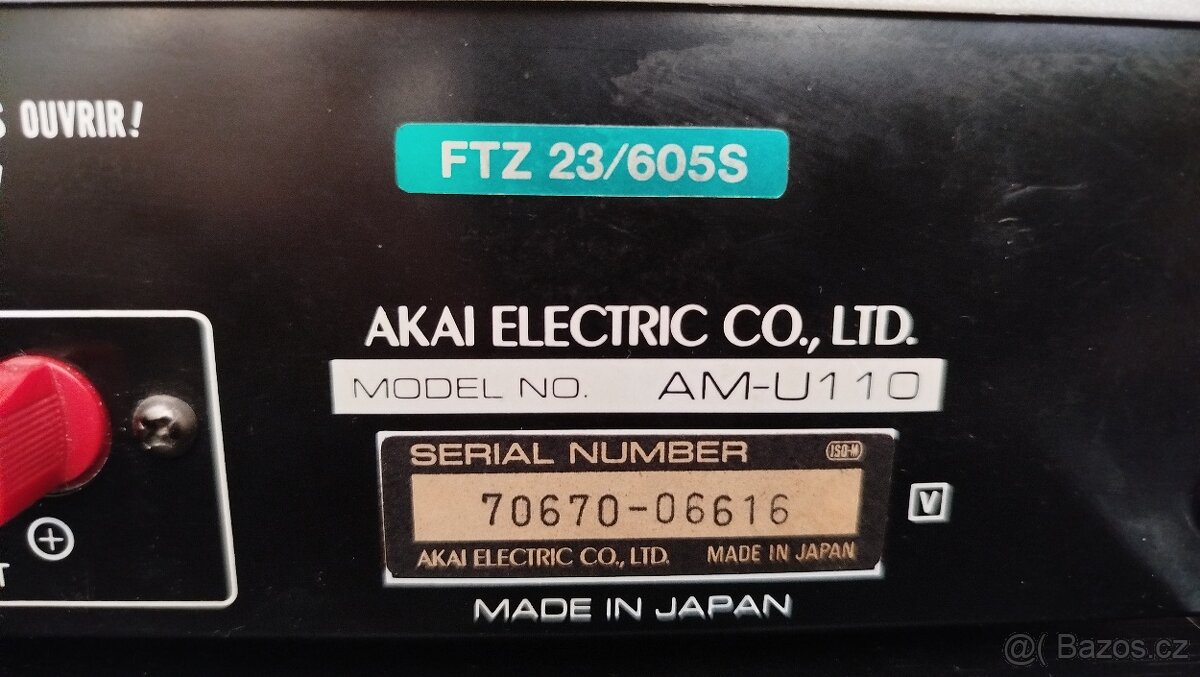 OUVRIR!
FTZ 23/605S
AKAI ELECTRIC CO., LTD.
MODEL NO. AM-U110
SERIAL NUMBER ISO-M
70670-06616
V
AKAI ELECTRIC CO., LTD. MADE IN JAPAN
MADE IN JAPAN
@( Bazos.cz